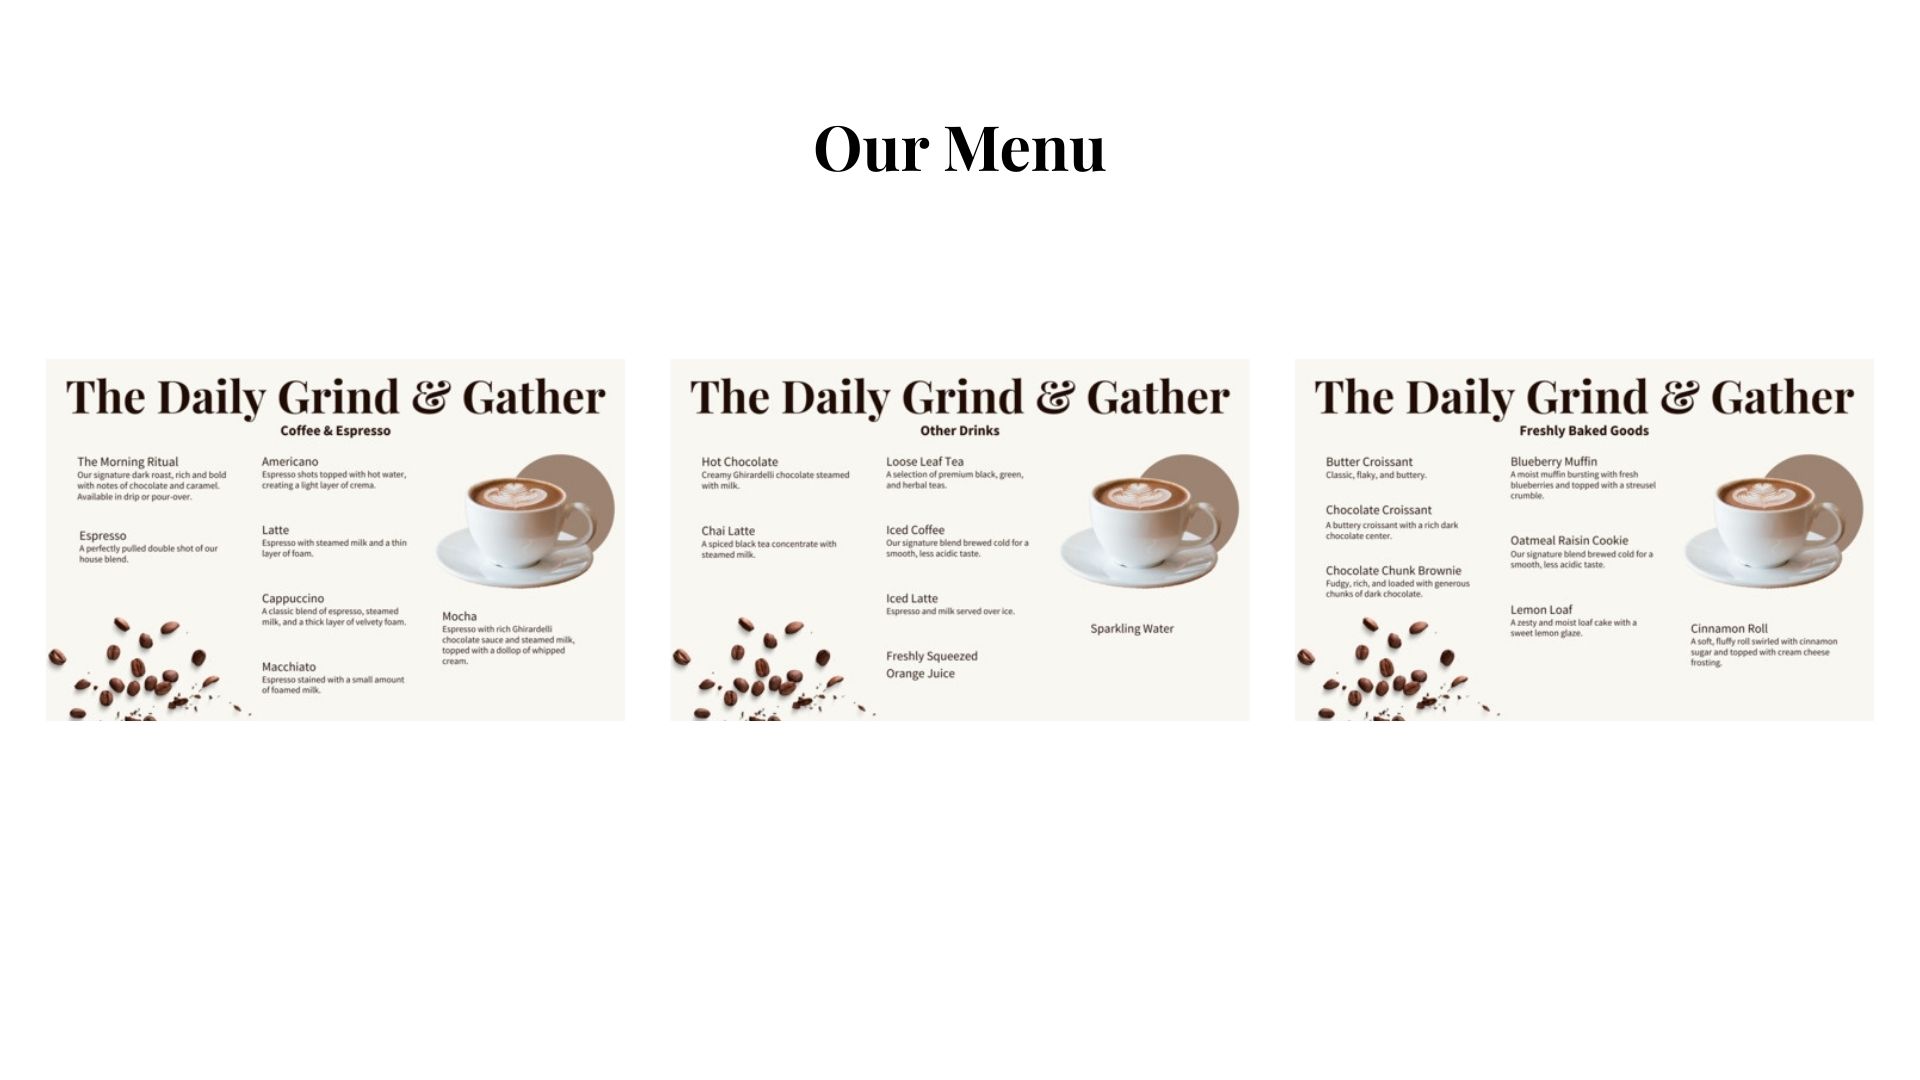 Our Menu
The Daily Grind & Gather
Coffee & Espresso
The Morning Ritual
Our signature dark roast, rich and bold
with notes of chocolate and caramel.
Available in drip or pour-over.
Espresso
A perfectly pulled double shot of our
house blend.
Americano
Espresso shots topped with hot water,
creating a light layer of crema.
Latte
Espresso with steamed milk and a thin
layer of foam.
Cappuccino
A classic blend of espresso, steamed
milk, and a thick layer of velvety foam.
Macchiato
Espresso stained with a small amount
of foamed milk.
Mocha
Espresso with rich Ghirardelli
chocolate sauce and steamed milk,
topped with a dollop of whipped
cream.
The Daily Grind & Gather
Other Drinks
Hot Chocolate
Creamy Ghirardelli chocolate steamed
with milk.
Chai Latte
A spiced black tea concentrate with
steamed milk.
Loose Leaf Tea
A selection of premium black, green,
and herbal teas.
Iced Coffee
Our signature blend brewed cold for a
smooth, less acidic taste.
Iced Latte
Espresso and milk served over ice.
Freshly Squeezed
Orange Juice
Sparkling Water
The Daily Grind & Gather
Freshly Baked Goods
Butter Croissant
Classic, flaky, and buttery.
Chocolate Croissant
A buttery croissant with a rich dark
chocolate center.
Chocolate Chunk Brownie
Fudgy, rich, and loaded with generous
chunks of dark chocolate.
Blueberry Muffin
A moist muffin bursting with fresh
blueberries and topped with a streusel
crumble.
Oatmeal Raisin Cookie
Our signature blend brewed cold for a
smooth, less acidic taste.
Lemon Loaf
A zesty and moist loaf cake with a
sweet lemon glaze.
Cinnamon Roll
A soft, fluffy roll swirled with cinnamon
sugar and topped with cream cheese
frosting.